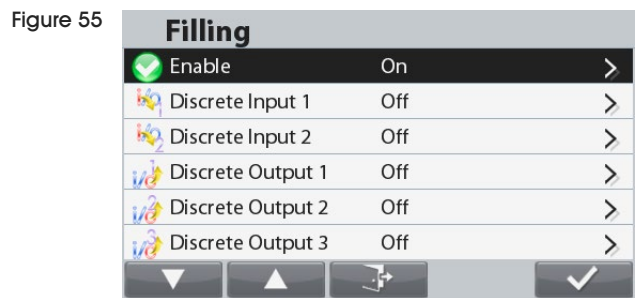 Figure 55
Filling
Enable On
Discrete Input 1 Off
Discrete Input 2 Off
Discrete Output 1 Off
Discrete Output 2 Off
Discrete Output 3 Off